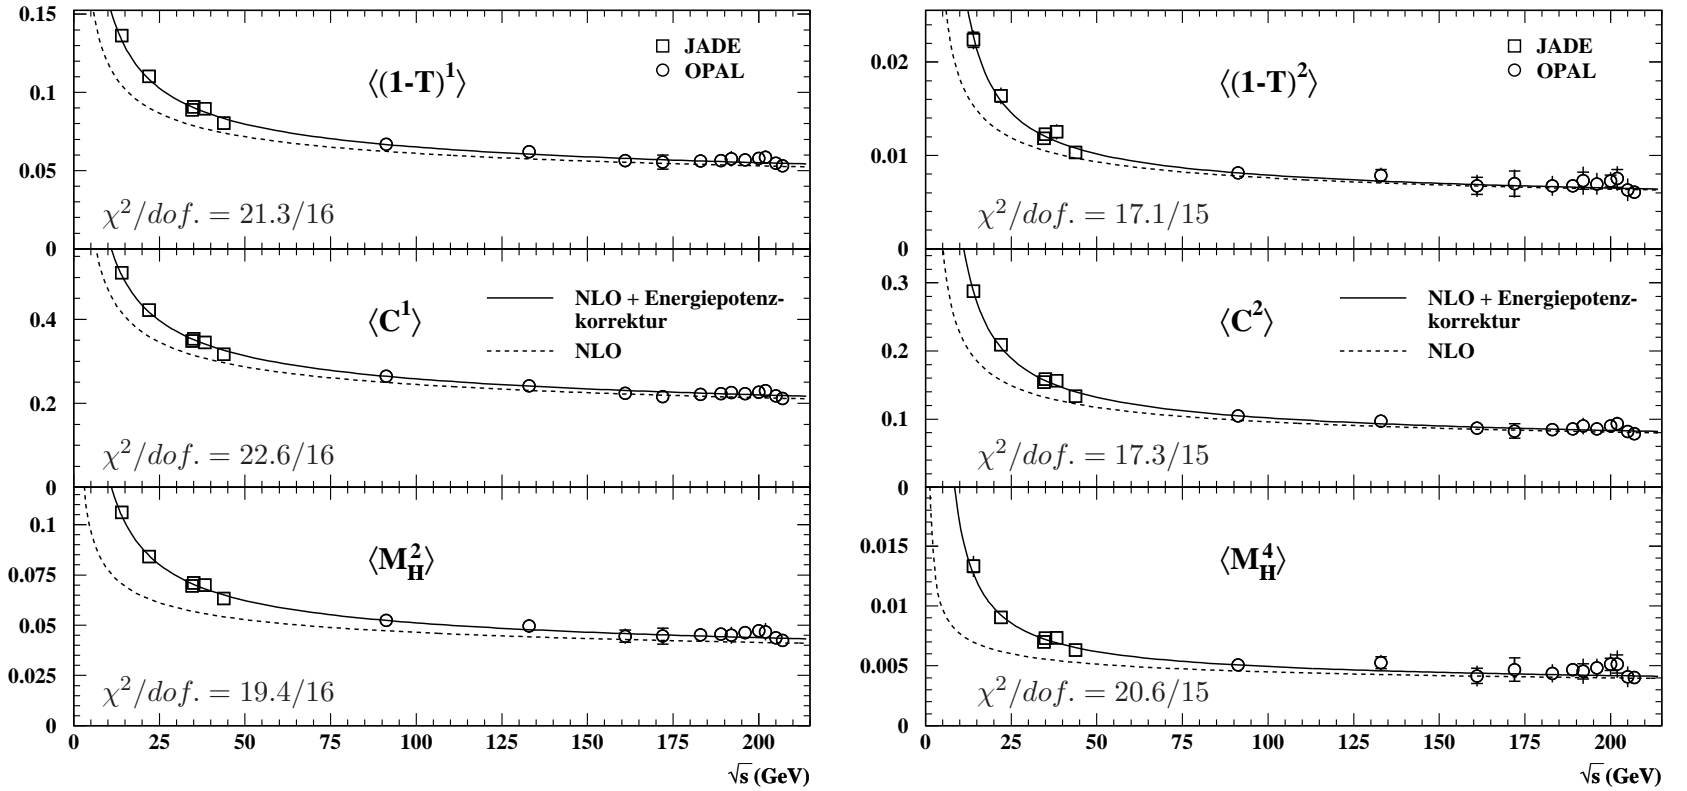 0.15
0.1
0.05
0
⟨(1-T)¹⟩
JADE
OPAL
χ²/dof. = 21.3/16
0.4
0.2
0
⟨C¹⟩
NLO + Energiepotenz-
korrektur
NLO
χ²/dof. = 22.6/16
0.1
0.075
0.05
0.025
0
⟨M²_H⟩
χ²/dof. = 19.4/16
0 25 50 75 100 125 150 175 200
√s (GeV)
0.02
0.01
0
⟨(1-T)²⟩
JADE
OPAL
χ²/dof. = 17.1/15
0.3
0.2
0.1
0
⟨C²⟩
NLO + Energiepotenz-
korrektur
NLO
χ²/dof. = 17.3/15
0.015
0.01
0.005
0
⟨M⁴_H⟩
χ²/dof. = 20.6/15
0 25 50 75 100 125 150 175 200
√s (GeV)